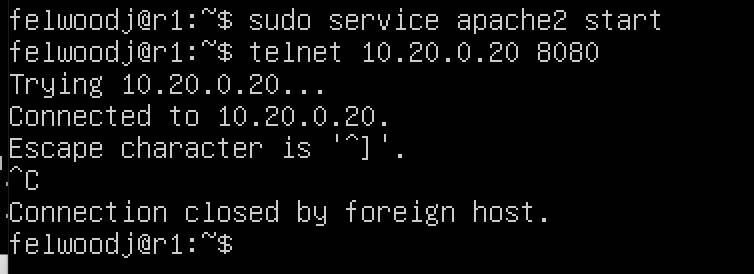 felwoodj@r1:~$ sudo service apache2 start
felwoodj@r1:~$ telnet 10.20.0.20 8080
Trying 10.20.0.20...
Connected to 10.20.0.20.
Escape character is '^]'.
^C
Connection closed by foreign host.
felwoodj@r1:~$